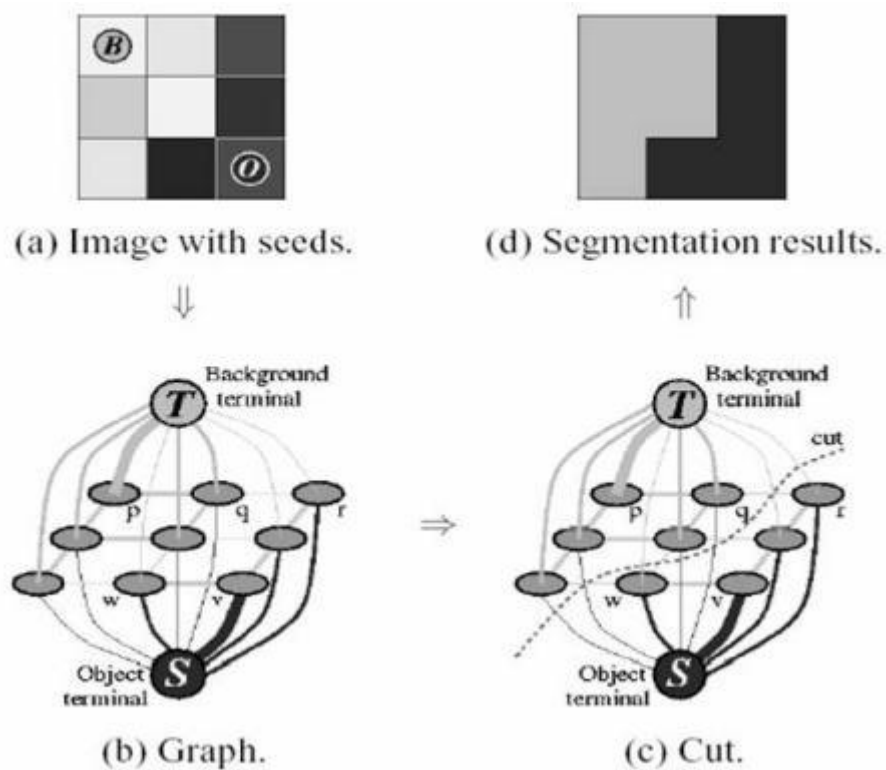 B
O
(a) Image with seeds.
(d) Segmentation results.
⇓
⇑
Background
terminal
T
p
q
r
w
v
S
Object
terminal
(b) Graph.
⇒
Background
terminal
T
cut
p
q
r
w
v
S
Object
terminal
(c) Cut.